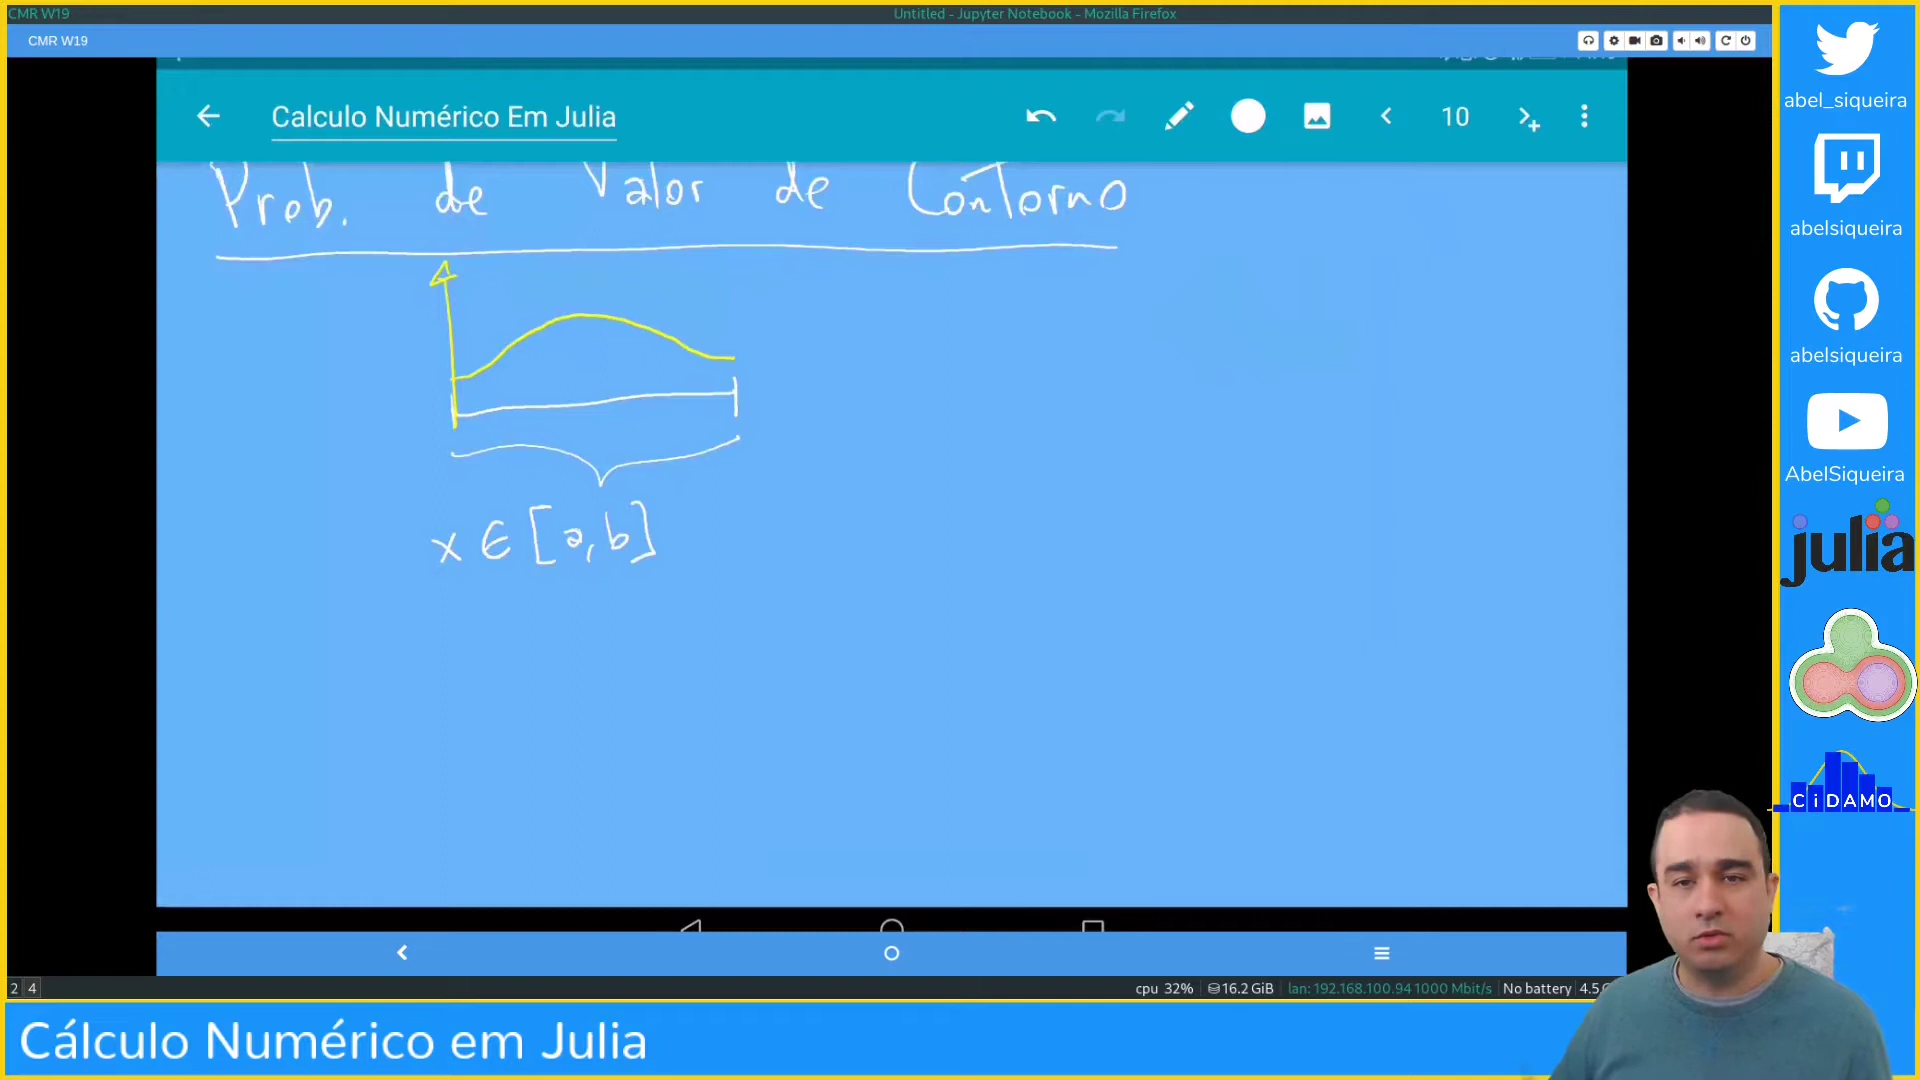 CMR W19
Untitled - Jupyter Notebook - Mozilla Firefox
CMR W19
Calculo Numérico Em Julia
10
Prob. de Valor de Contorno
x ∈ [a, b]
abel_siqueira
abelsiqueira
abelsiqueira
AbelSiqueira
julia
CiDAMO
2 4
cpu 32% 16.2 GiB lan: 192.168.100.94 1000 Mbit/s No battery 4.5
Cálculo Numérico em Julia